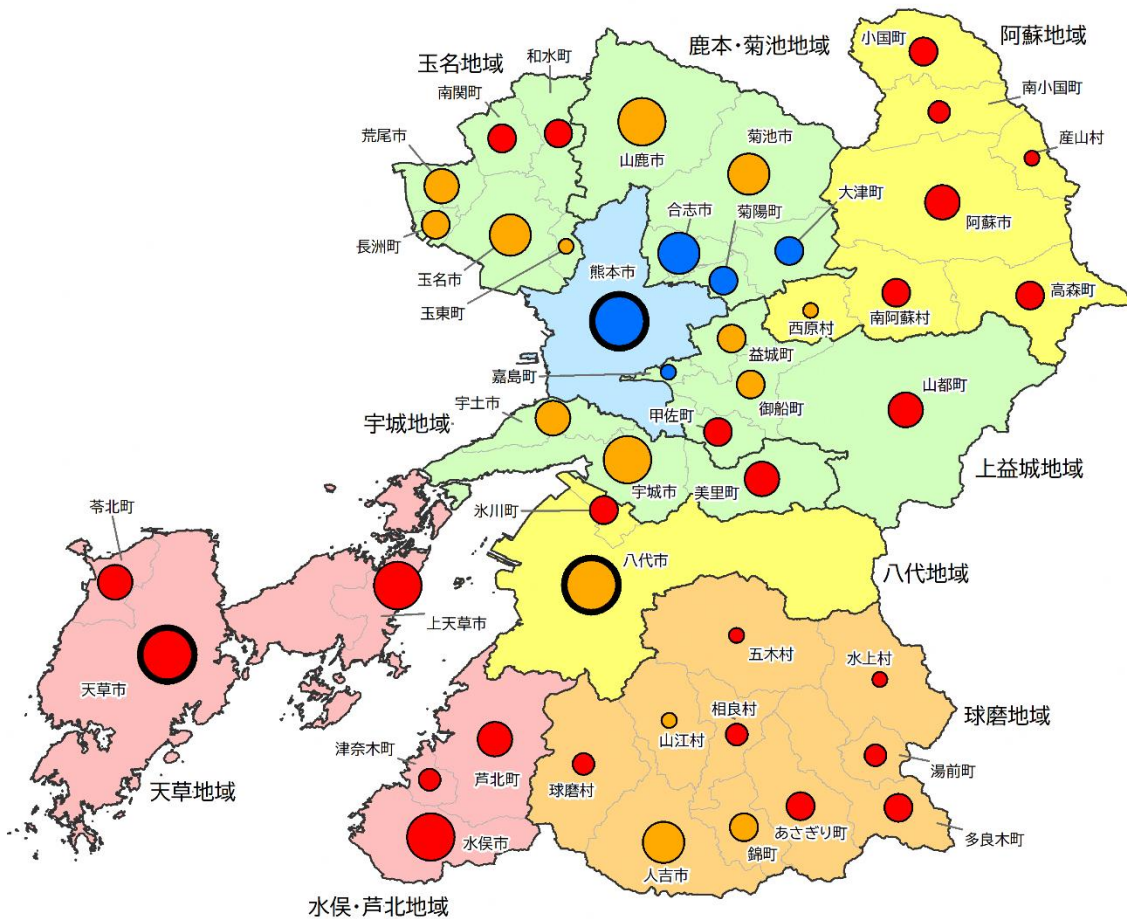 阿蘇地域
小国町
鹿本・菊池地域
和水町
玉名地域
南関町
南小国町
荒尾市
菊池市
産山村
山鹿市
大津町
合志市
菊陽町
阿蘇市
長洲町
玉名市
熊本市
玉東町
高森町
西原村
南阿蘇村
益城町
嘉島町
山都町
宇土市
御船町
甲佐町
宇城地域
上益城地域
宇城市
美里町
苓北町
氷川町
八代市
八代地域
上天草市
五木村
水上村
天草市
相良村
球磨地域
山江村
津奈木町
湯前町
芦北町
球磨村
天草地域
あさぎり町
水俣市
多良木町
錦町
人吉市
水俣・芦北地域